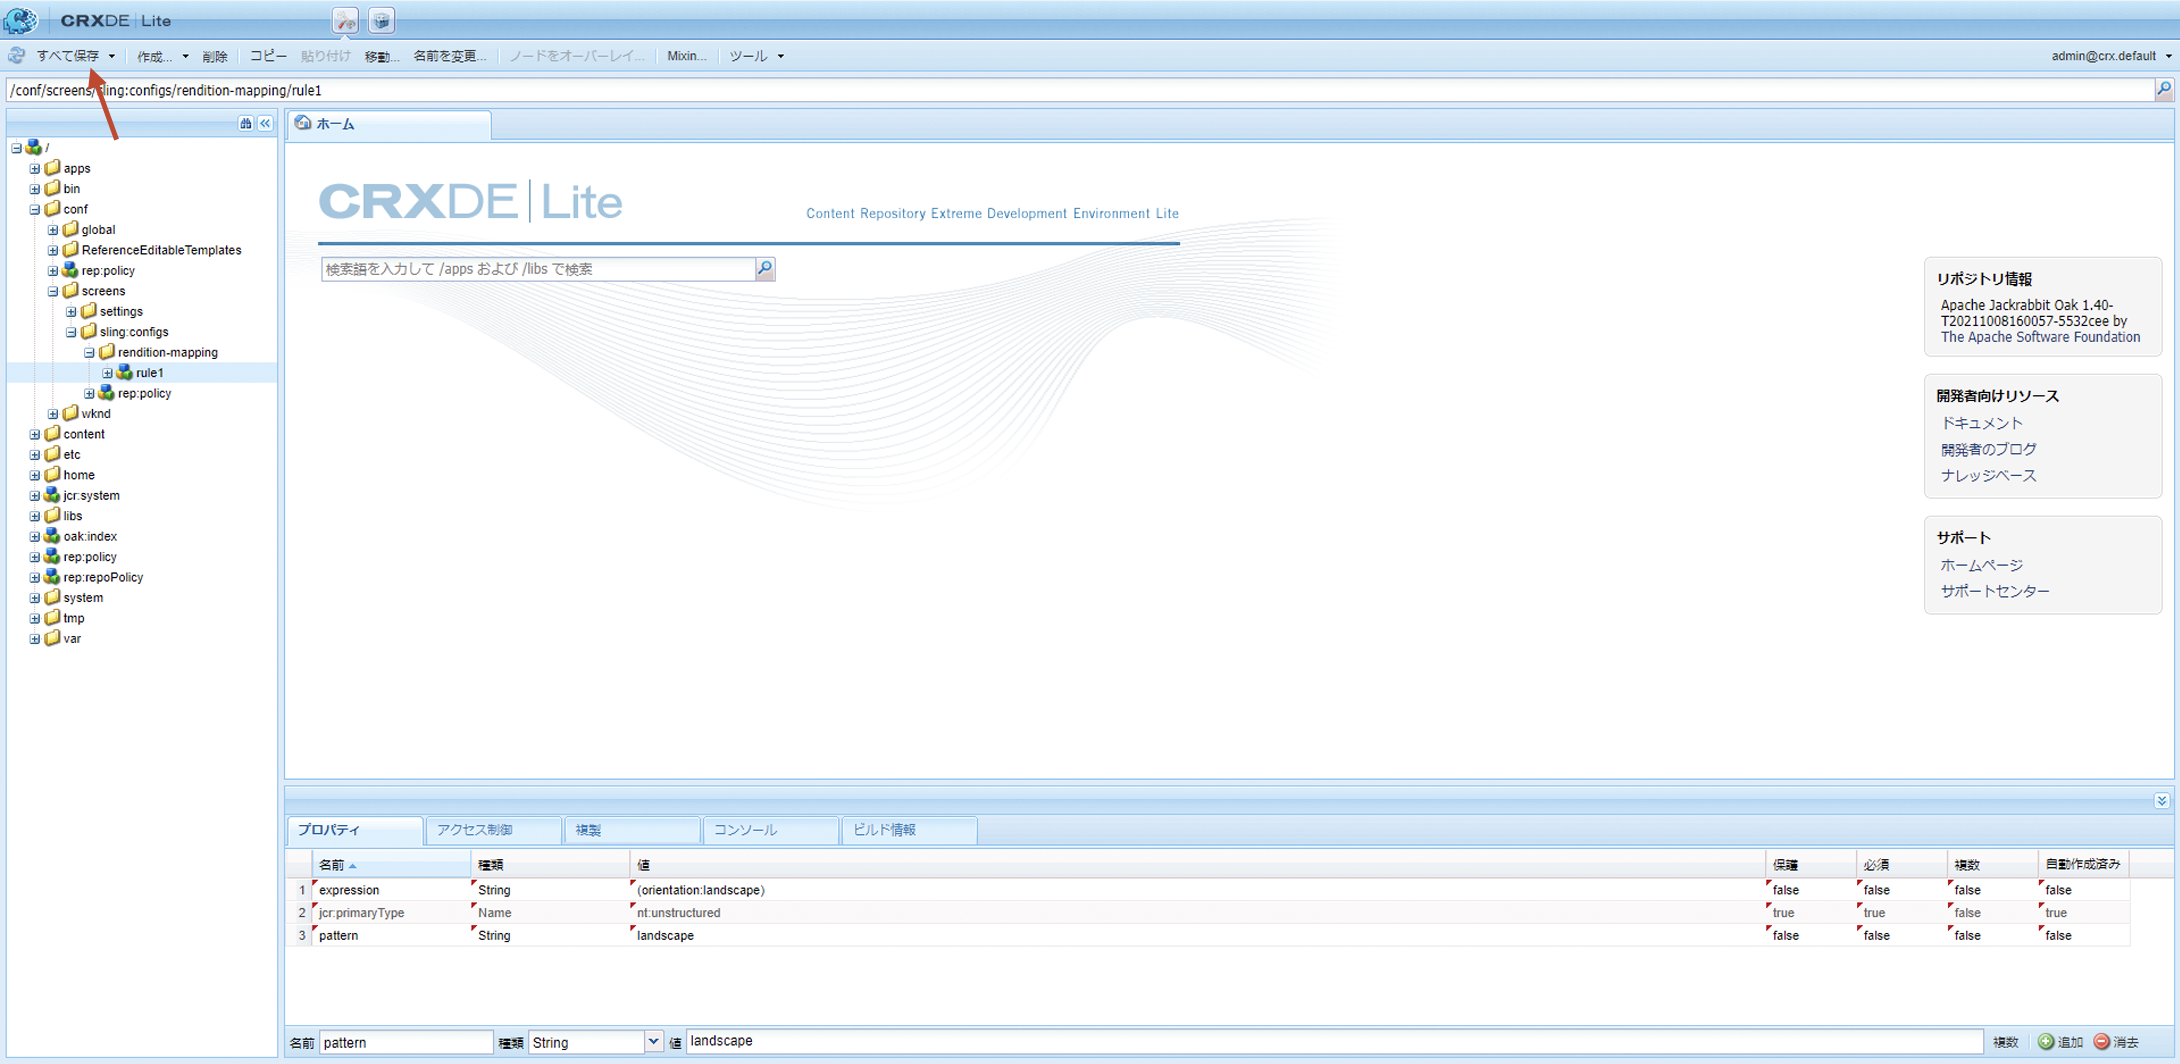 CRXDE | Lite
すべて保存 作成... 削除 コピー 貼り付け 移動... 名前を変更... ノードをオーバーレイ... Mixin... ツール admin@crx.default
/conf/screens/sling:configs/rendition-mapping/rule1
ホーム
/
apps
bin
conf
global
ReferenceEditableTemplates
rep:policy
screens
settings
sling:configs
rendition-mapping
rule1
rep:policy
wknd
content
etc
home
jcr:system
libs
oak:index
rep:policy
rep:repoPolicy
system
tmp
var
CRXDE | Lite
Content Repository Extreme Development Environment Lite
検索語を入力して /apps および /libs で検索
リポジトリ情報
Apache Jackrabbit Oak 1.40-
T20211008160057-5532cee by
The Apache Software Foundation
開発者向けリソース
ドキュメント
開発者のブログ
ナレッジベース
サポート
ホームページ
サポートセンター
プロパティ アクセス制御 複製 コンソール ビルド情報
名前 種類 値 保護 必須 複数 自動作成済み
1 expression String (orientation:landscape) false false false false
2 jcr:primaryType Name nt:unstructured true true false true
3 pattern String landscape false false false false
名前 pattern 種類 String 値 landscape 複数 追加 消去